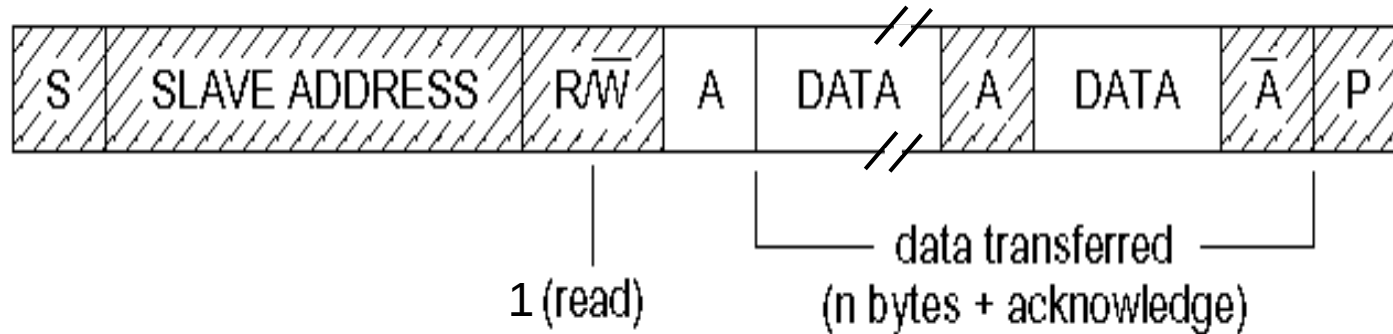 S SLAVE ADDRESS R/W̅ A DATA A DATA A̅ P
data transferred
1 (read) (n bytes + acknowledge)